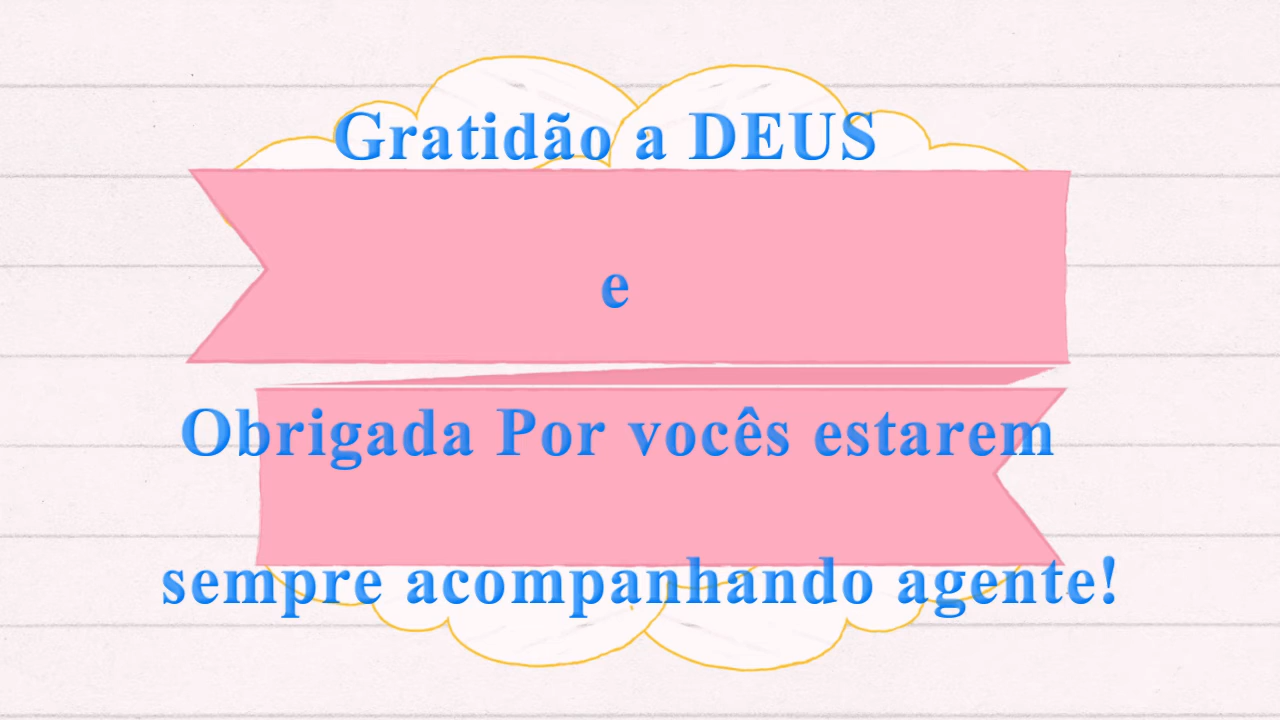 Gratidão a DEUS
e
Obrigada Por vocês estarem
sempre acompanhando agente!